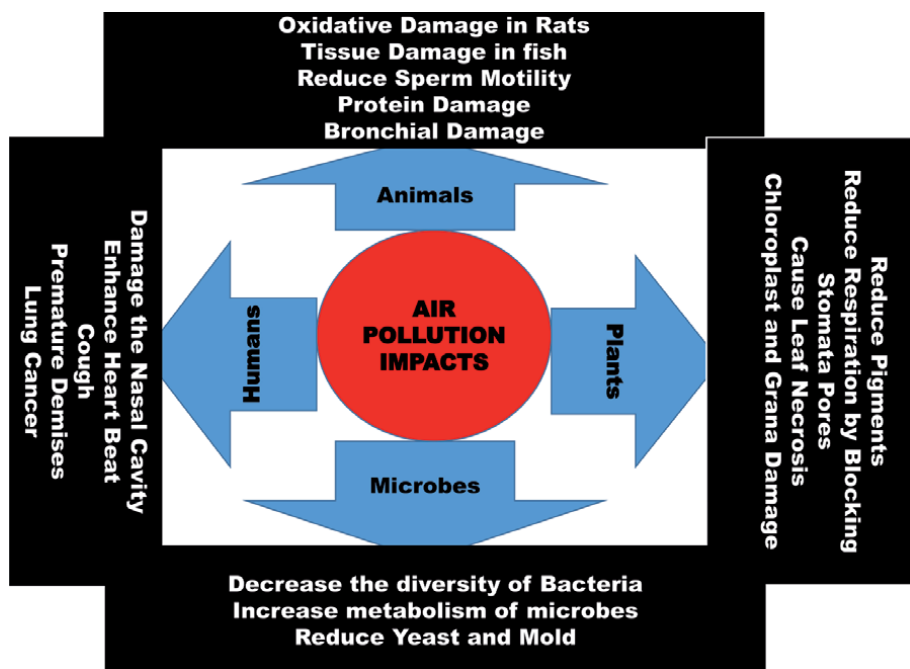 Oxidative Damage in Rats
Tissue Damage in fish
Reduce Sperm Motility
Protein Damage
Bronchial Damage
Animals
Damage the Nasal Cavity
Enhance Heart Beat
Cough
Premature Demises
Lung Cancer
Humans
AIR
POLLUTION
IMPACTS
Plants
Reduce Pigments
Reduce Respiration by Blocking
Stomata Pores
Cause Leaf Necrosis
Chloroplast and Grana Damage
Microbes
Decrease the diversity of Bacteria
Increase metabolism of microbes
Reduce Yeast and Mold